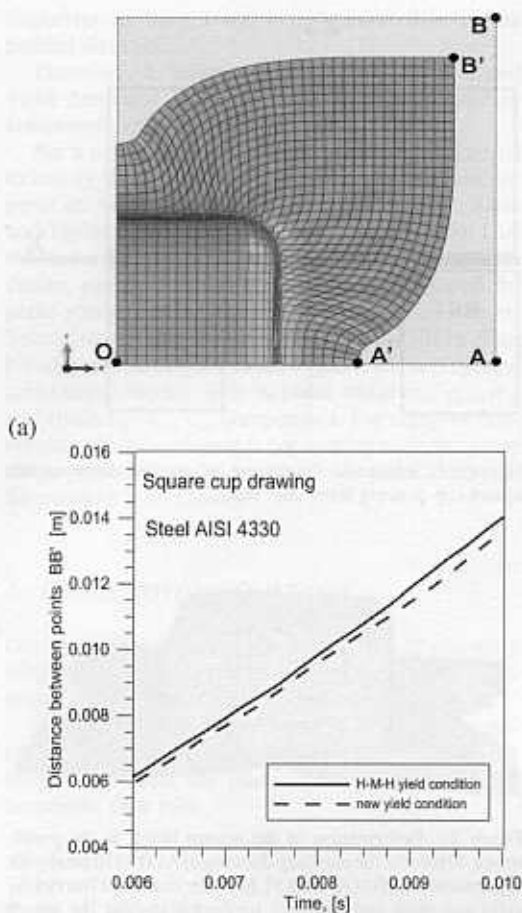 B
B'
O
A'
A
(a)
0.016
0.014
0.012
0.010
0.008
0.006
0.004
Distance between points BB' [m]
Square cup drawing
Steel AISI 4330
H-M-H yield condition
new yield condition
0.006 0.007 0.008 0.009 0.010
Time, [s]